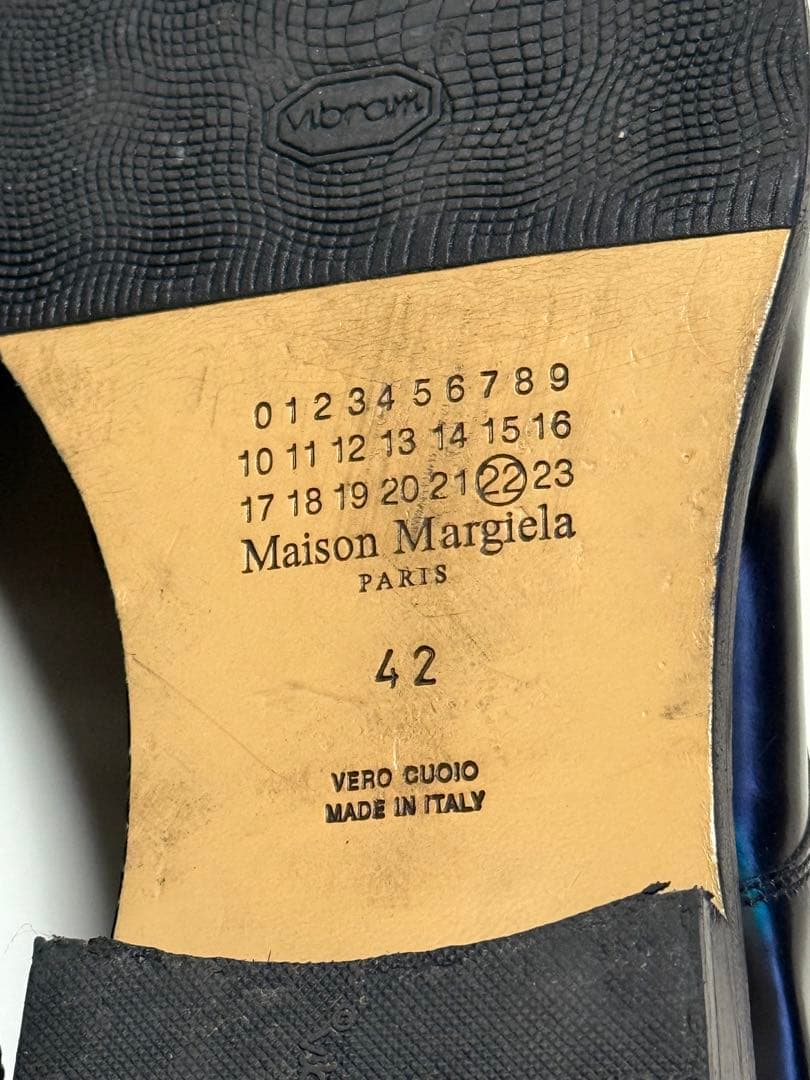 vibram
0 1 2 3 4 5 6 7 8 9
10 11 12 13 14 15 16
17 18 19 20 21 22 23
Maison Margiela
PARIS
42
VERO CUOIO
MADE IN ITALY